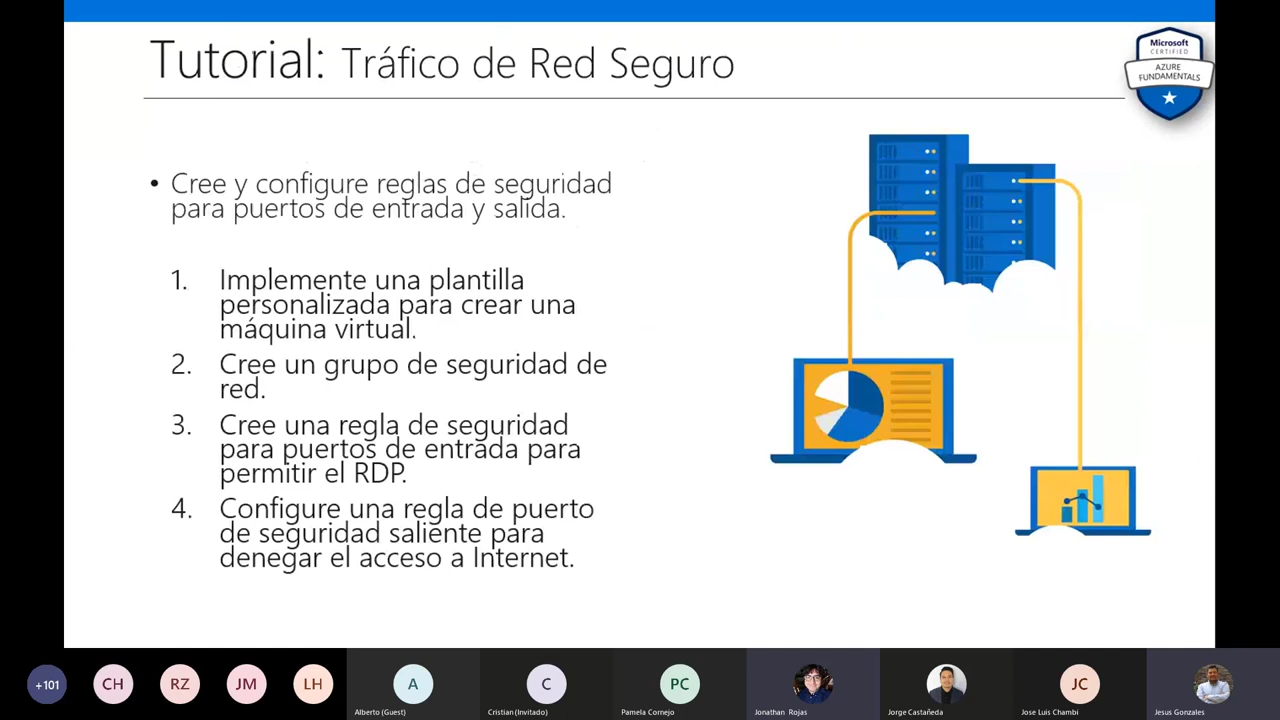 Tutorial: Tráfico de Red Seguro
Microsoft
CERTIFIED
AZURE
FUNDAMENTALS
• Cree y configure reglas de seguridad
para puertos de entrada y salida.
1. Implemente una plantilla
personalizada para crear una
máquina virtual.
2. Cree un grupo de seguridad de
red.
3. Cree una regla de seguridad
para puertos de entrada para
permitir el RDP.
4. Configure una regla de puerto
de seguridad saliente para
denegar el acceso a Internet.
+101
CH
RZ
JM
LH
A
C
PC
JC
Alberto (Guest)
Cristian (Invitado)
Pamela Cornejo
Jonathan Rojas
Jorge Castañeda
Jose Luis Chambi
Jesus Gonzales